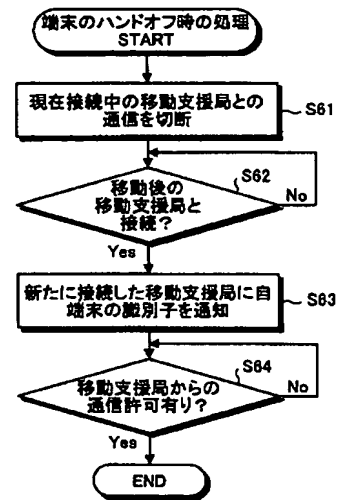 端末のハンドオフ時の処理
START
現在接続中の移動支援局との
通信を切断
S61
移動後の
移動支援局と
接続?
S62
No
Yes
新たに接続した移動支援局に自
端末の識別子を通知
S63
移動支援局からの
通信許可有り?
S64
No
Yes
END